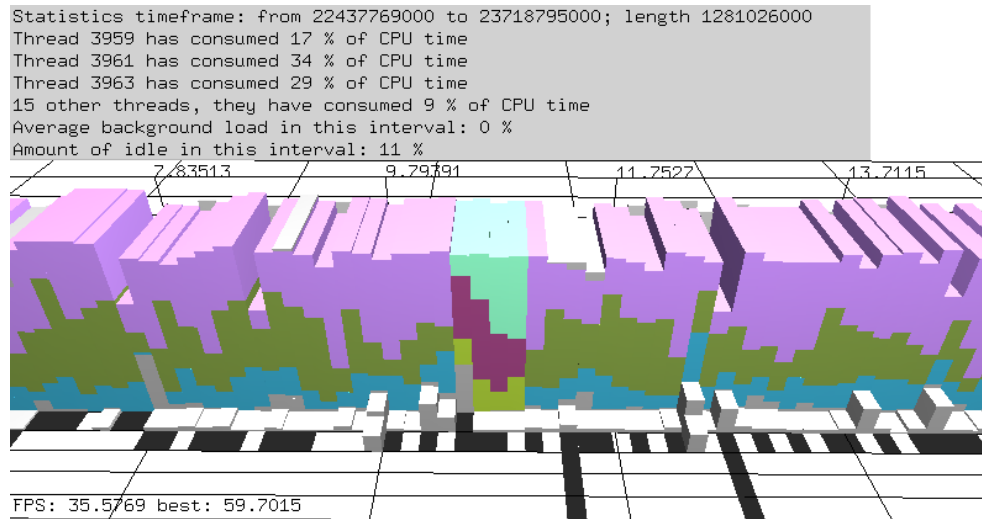 Statistics timeframe: from 22437769000 to 23718795000; length 1281026000
Thread 3959 has consumed 17 % of CPU time
Thread 3961 has consumed 34 % of CPU time
Thread 3963 has consumed 29 % of CPU time
15 other threads, they have consumed 9 % of CPU time
Average background load in this interval: 0 %
Amount of idle in this interval: 11 %
7.83513 9.79391 11.7527 13.7115
FPS: 35.5769 best: 59.7015